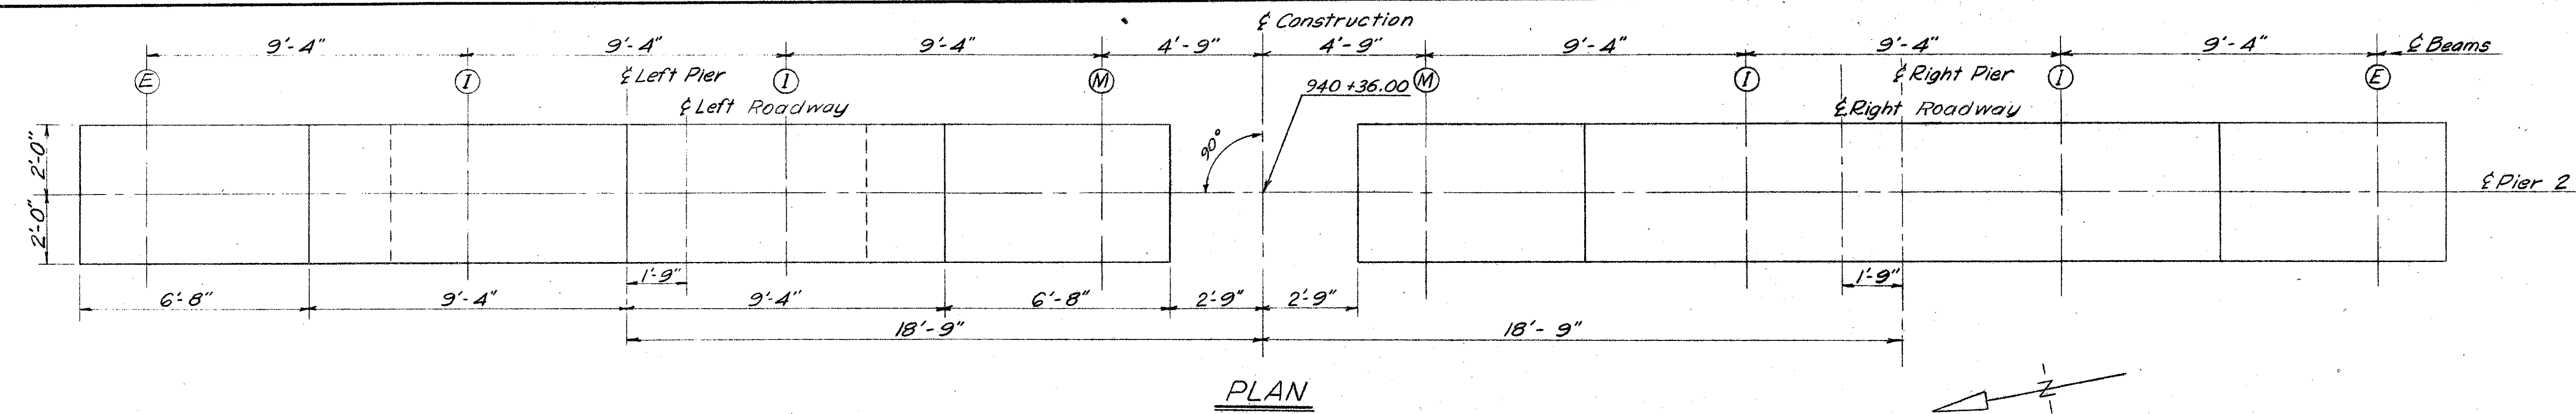 ℄ Construction
9'-4" 9'-4" 9'-4" 4'-9" 4'-9" 9'-4" 9'-4" 9'-4" ℄ Beams
E I ℄ Left Pier I M 940+36.00 M I ℄ Right Pier I E
℄ Left Roadway ℄ Right Roadway
2'-0" 90°
2'-0" ℄ Pier 2
1'-9" 1'-9"
6'-8" 9'-4" 9'-4" 6'-8" 2'-9" 2'-9"
18'-9" 18'-9"
PLAN
N